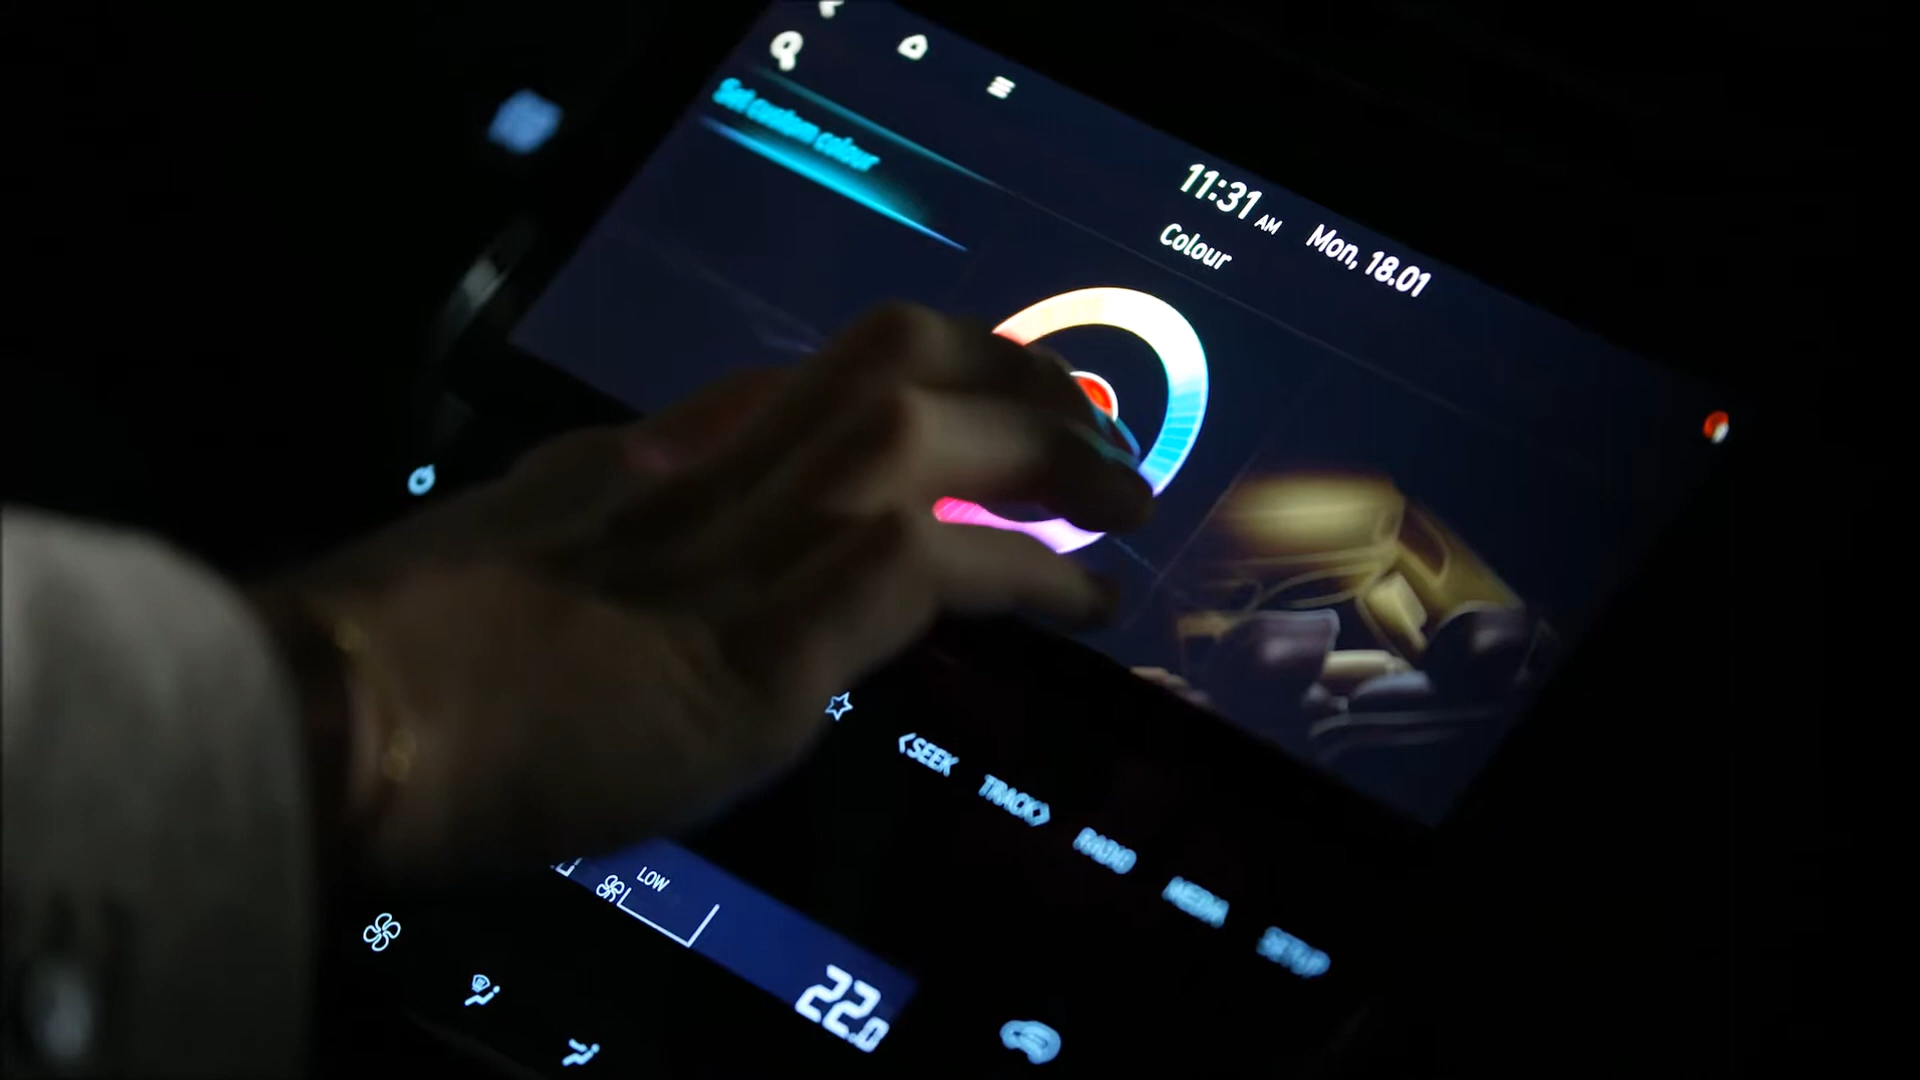 Set custom colour
11:31 AM Mon, 18.01
Colour
<SEEK
TRACK>
RADIO
MEDIA
SETUP
LOW
22.0